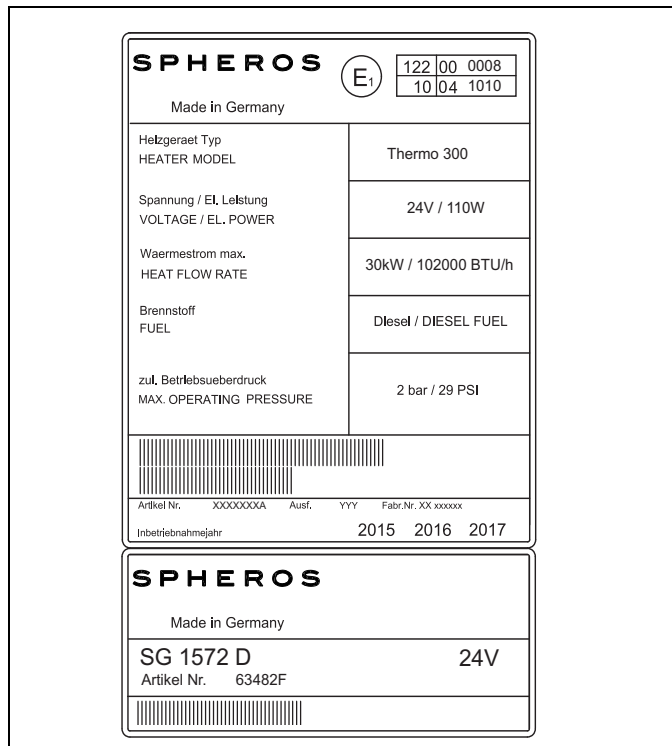 SPHEROS
E1
122 00 0008
10 04 1010
Made in Germany
Heizgeraet Typ
HEATER MODEL
Thermo 300
Spannung / El. Leistung
VOLTAGE / EL. POWER
24V / 110W
Waermestrom max.
HEAT FLOW RATE
30kW / 102000 BTU/h
Brennstoff
FUEL
Diesel / DIESEL FUEL
zul. Betriebsueberdruck
MAX. OPERATING PRESSURE
2 bar / 29 PSI
Artikel Nr. XXXXXXXA Ausf. YYY Fabr.Nr. XX xxxxxx
Inbetriebnahmejahr 2015 2016 2017
SPHEROS
Made in Germany
SG 1572 D 24V
Artikel Nr. 63482F